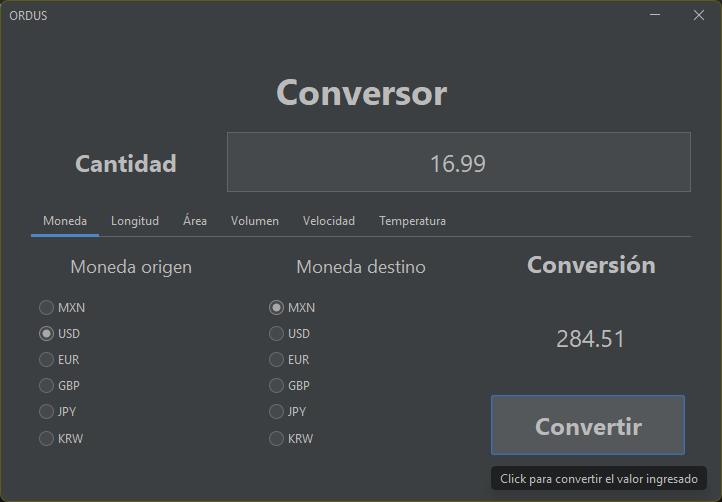 ORDUS
Conversor
Cantidad 16.99
Moneda Longitud Área Volumen Velocidad Temperatura
Moneda origen Moneda destino Conversión
MXN MXN
USD USD 284.51
EUR EUR
GBP GBP
JPY JPY
KRW KRW
Convertir
Click para convertir el valor ingresado